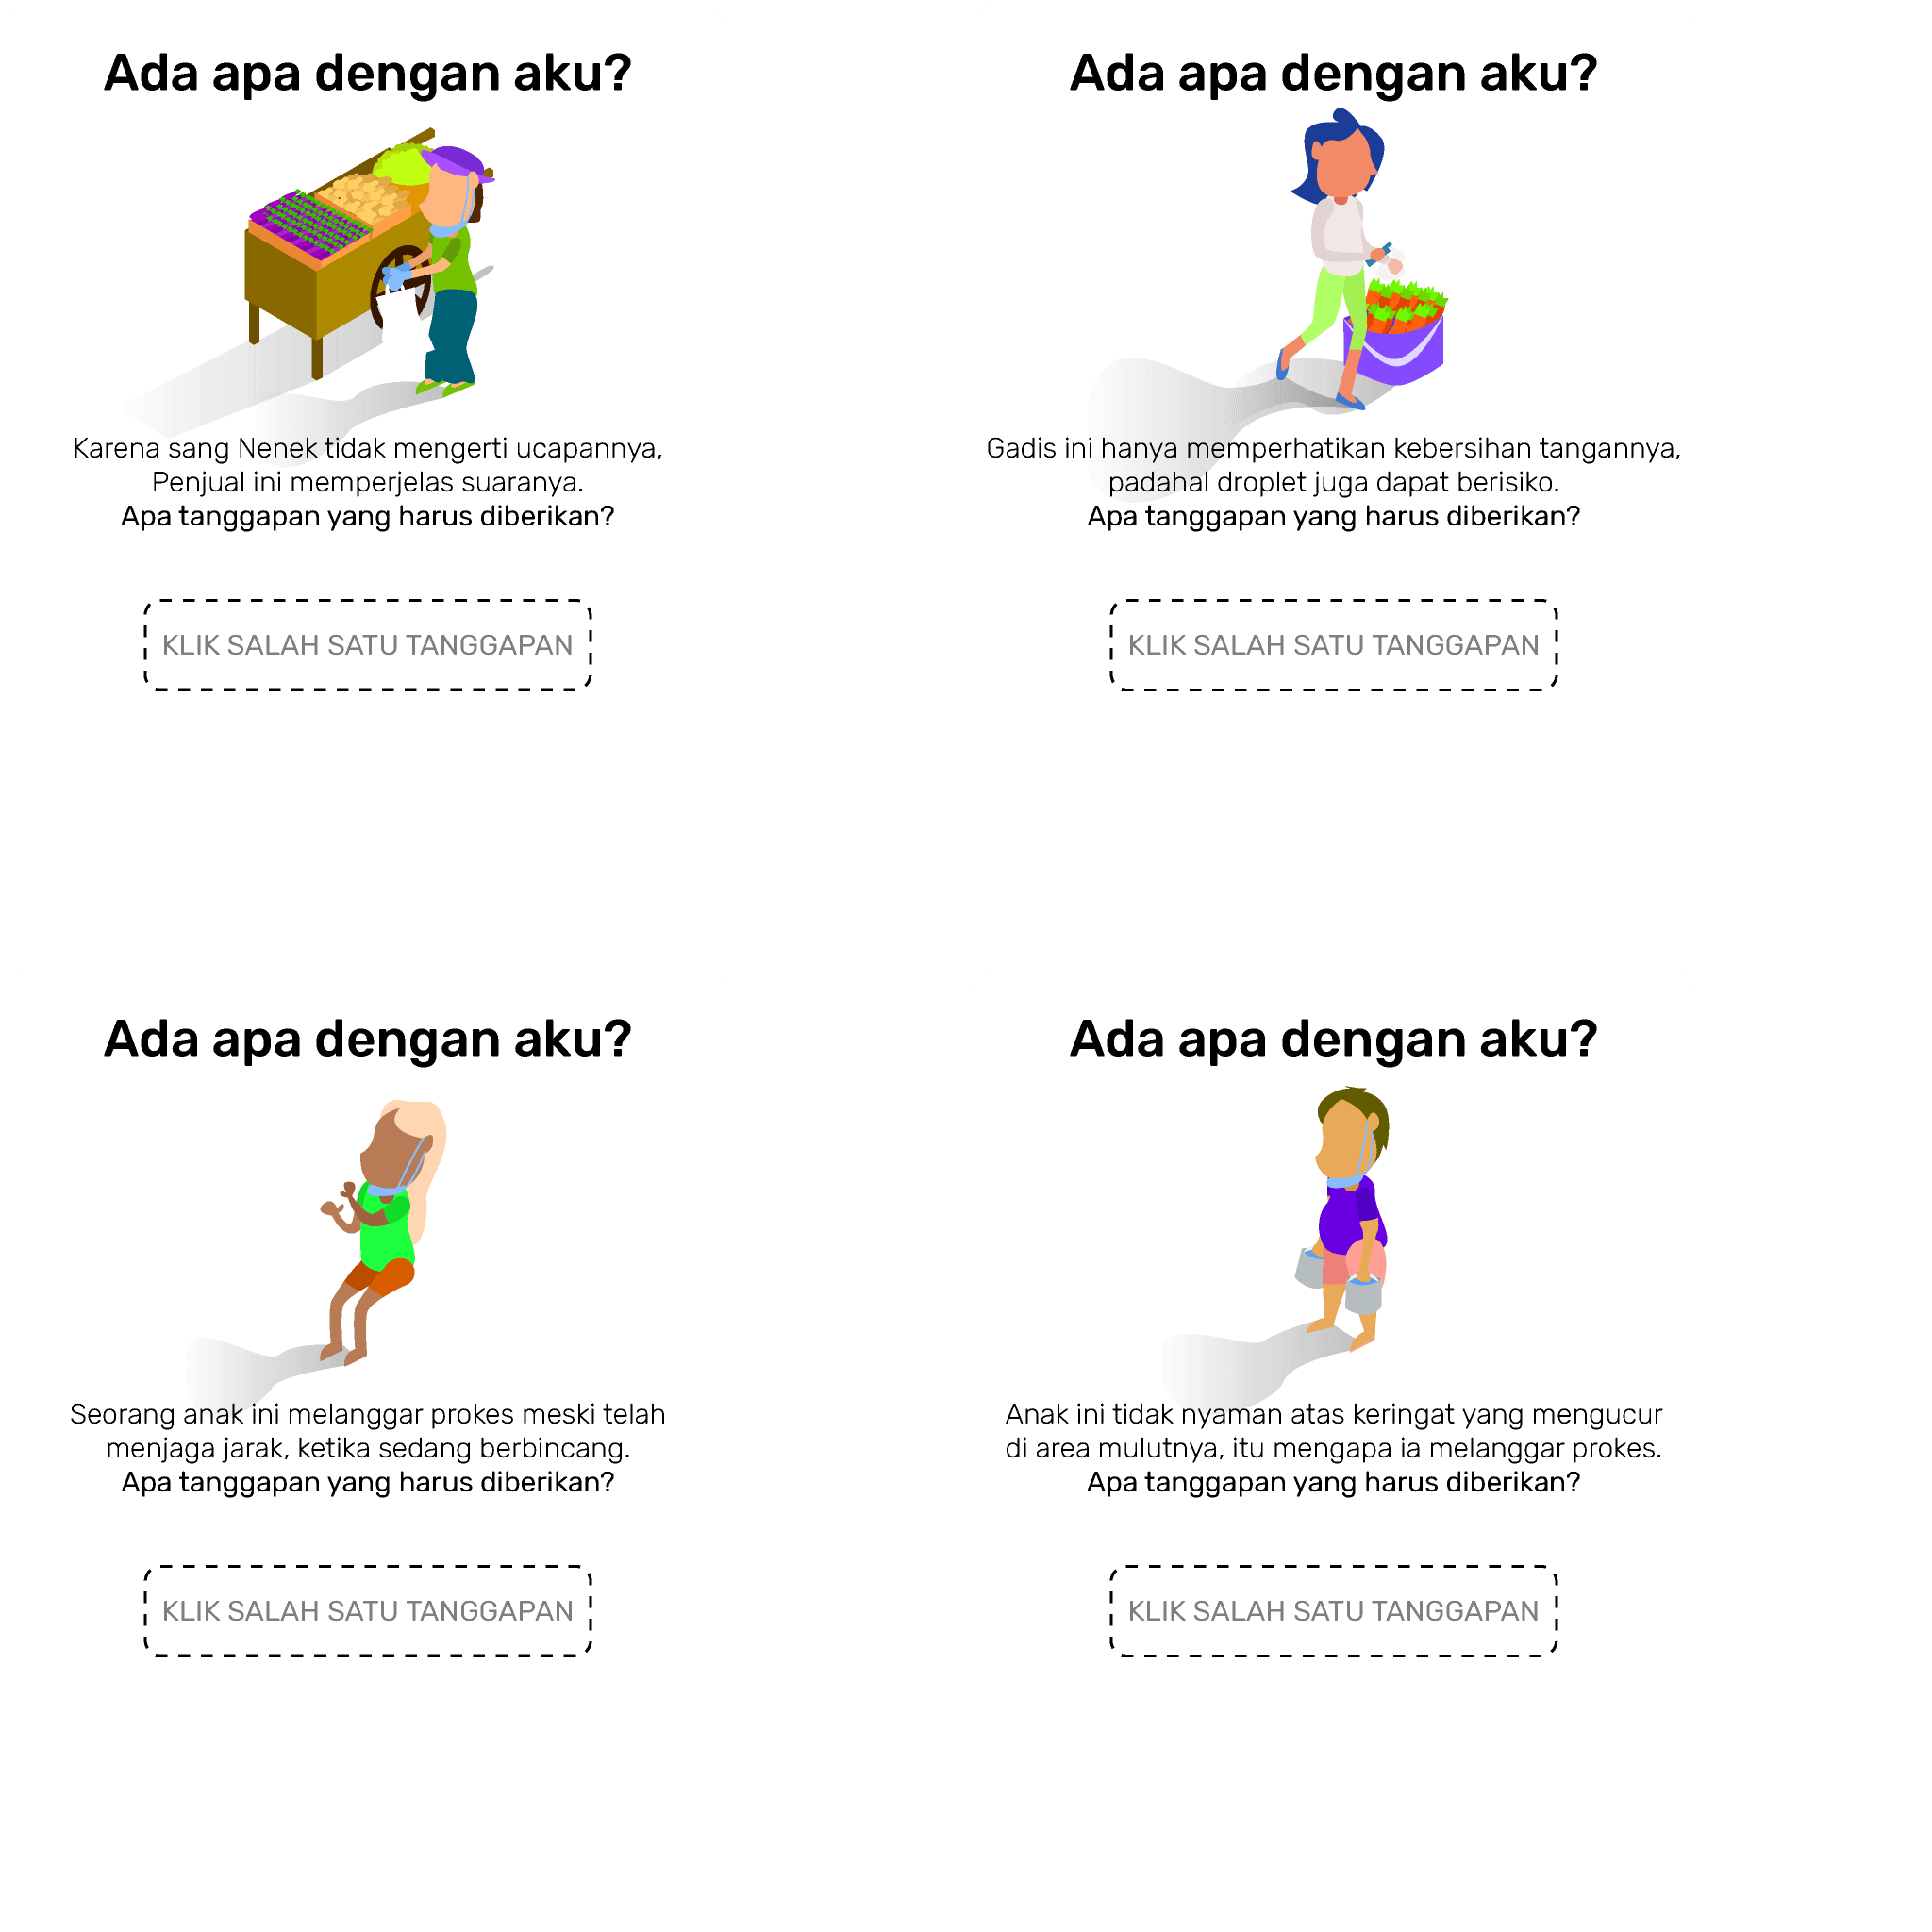 Ada apa dengan aku?
Karena sang Nenek tidak mengerti ucapannya,
Penjual ini memperjelas suaranya.
Apa tanggapan yang harus diberikan?
KLIK SALAH SATU TANGGAPAN
Ada apa dengan aku?
Gadis ini hanya memperhatikan kebersihan tangannya,
padahal droplet juga dapat berisiko.
Apa tanggapan yang harus diberikan?
KLIK SALAH SATU TANGGAPAN
Ada apa dengan aku?
Seorang anak ini melanggar prokes meski telah
menjaga jarak, ketika sedang berbincang.
Apa tanggapan yang harus diberikan?
KLIK SALAH SATU TANGGAPAN
Ada apa dengan aku?
Anak ini tidak nyaman atas keringat yang mengucur
di area mulutnya, itu mengapa ia melanggar prokes.
Apa tanggapan yang harus diberikan?
KLIK SALAH SATU TANGGAPAN